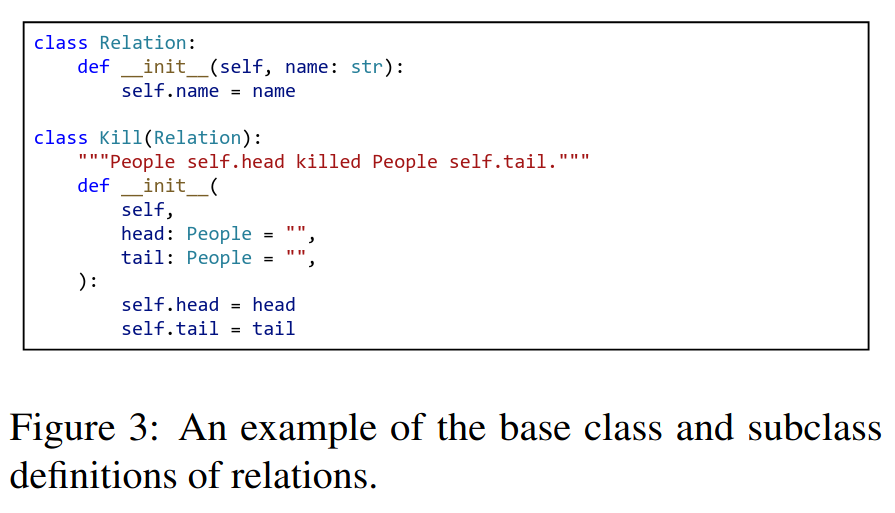 class Relation:
    def __init__(self, name: str):
        self.name = name

class Kill(Relation):
    """People self.head killed People self.tail."""
    def __init__(
        self,
        head: People = "",
        tail: People = "",
    ):
        self.head = head
        self.tail = tail
Figure 3: An example of the base class and subclass
definitions of relations.